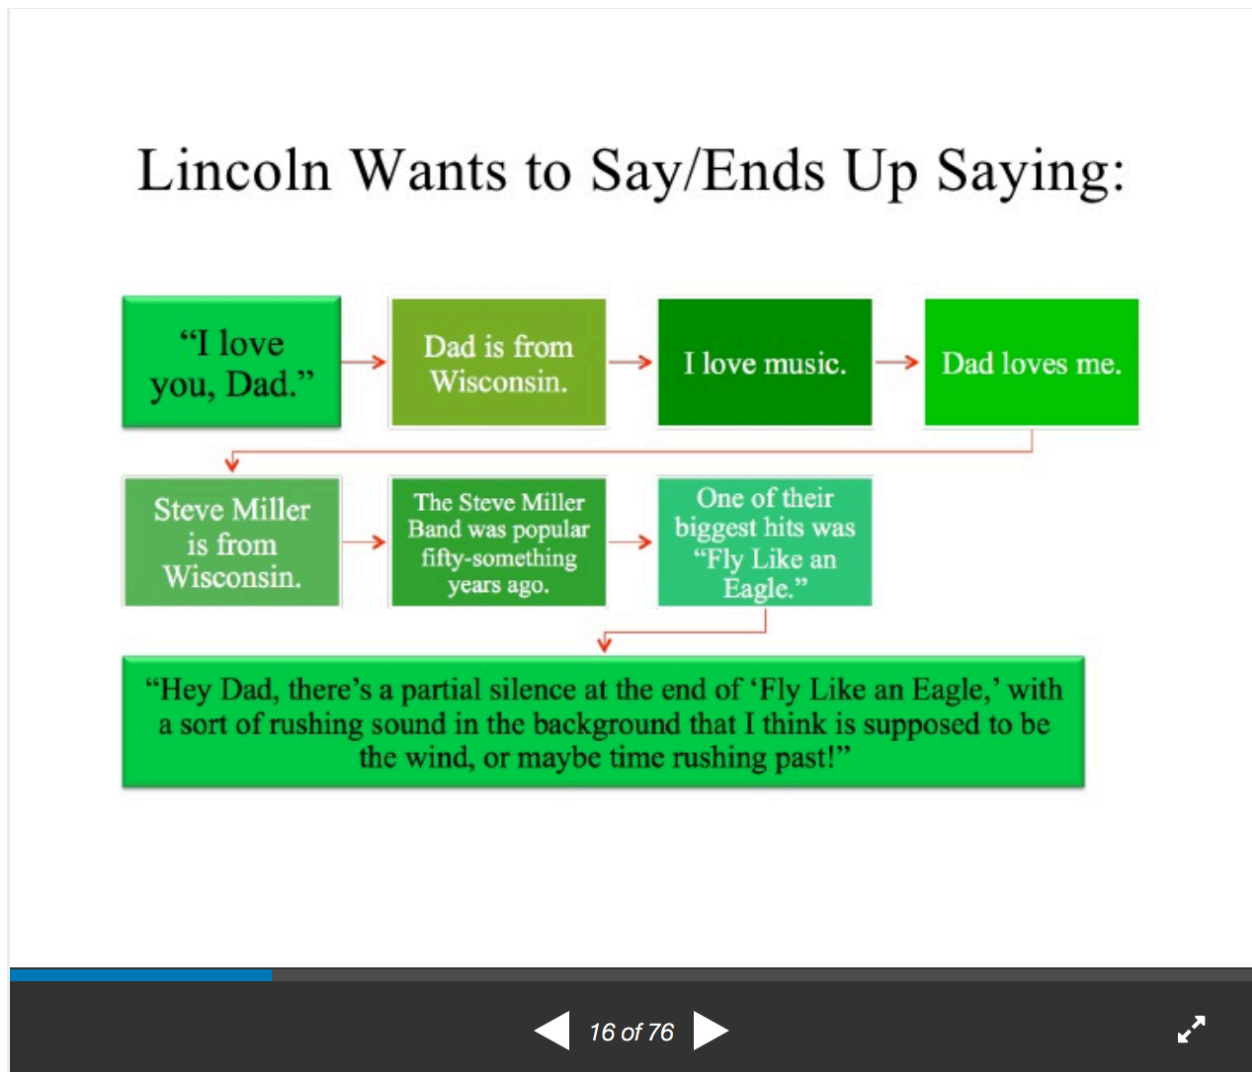 Lincoln Wants to Say/Ends Up Saying:
“I love
you, Dad.”
Dad is from
Wisconsin.
I love music.
Dad loves me.
Steve Miller
is from
Wisconsin.
The Steve Miller
Band was popular
fifty-something
years ago.
One of their
biggest hits was
“Fly Like an
Eagle.”
“Hey Dad, there’s a partial silence at the end of ‘Fly Like an Eagle,’ with
a sort of rushing sound in the background that I think is supposed to be
the wind, or maybe time rushing past!”
16 of 76